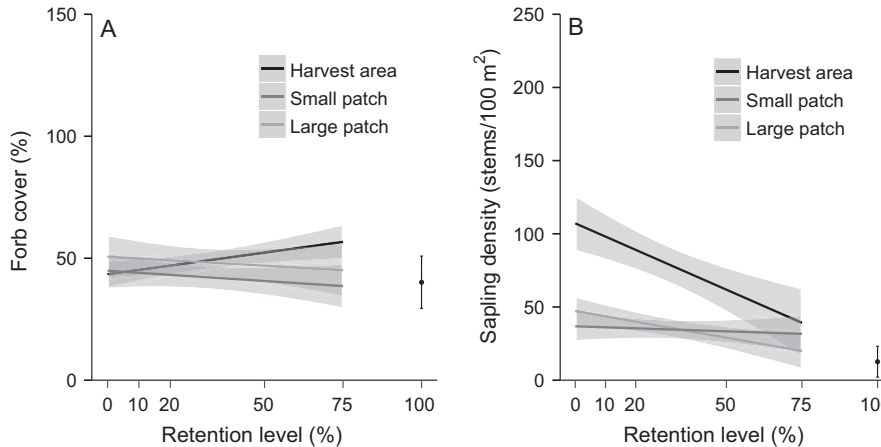 A
150
100
50
0
Forb cover (%)
Harvest area
Small patch
Large patch
0 10 20 50 75 100
Retention level (%)
B
250
200
150
100
50
0
Sapling density (stems/100 m²)
Harvest area
Small patch
Large patch
0 10 20 50 75 10
Retention level (%)